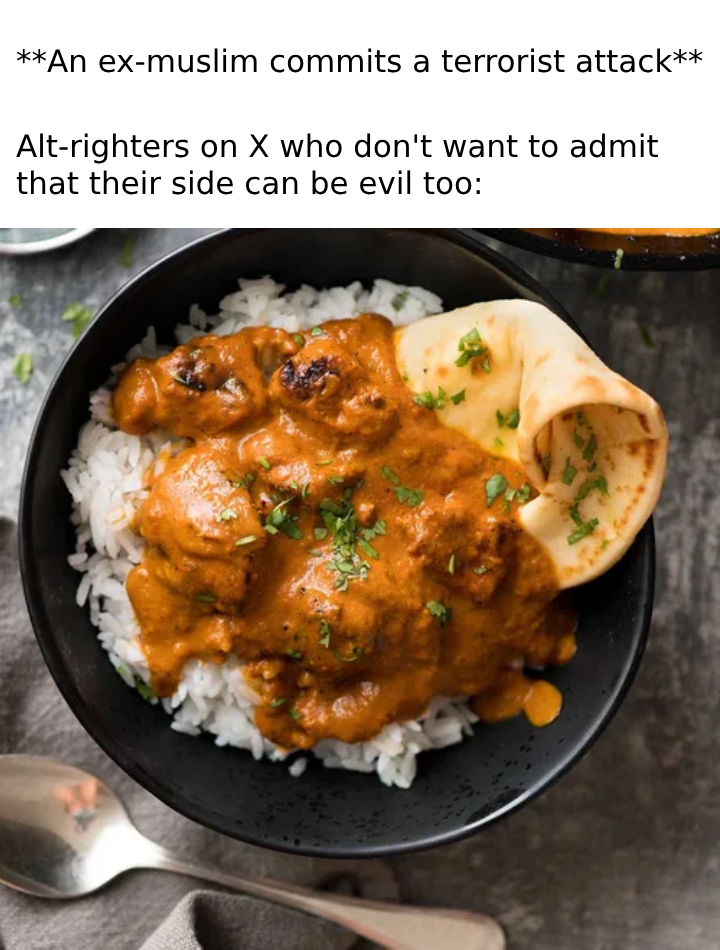 **An ex-muslim commits a terrorist attack**
Alt-righters on X who don't want to admit
that their side can be evil too: